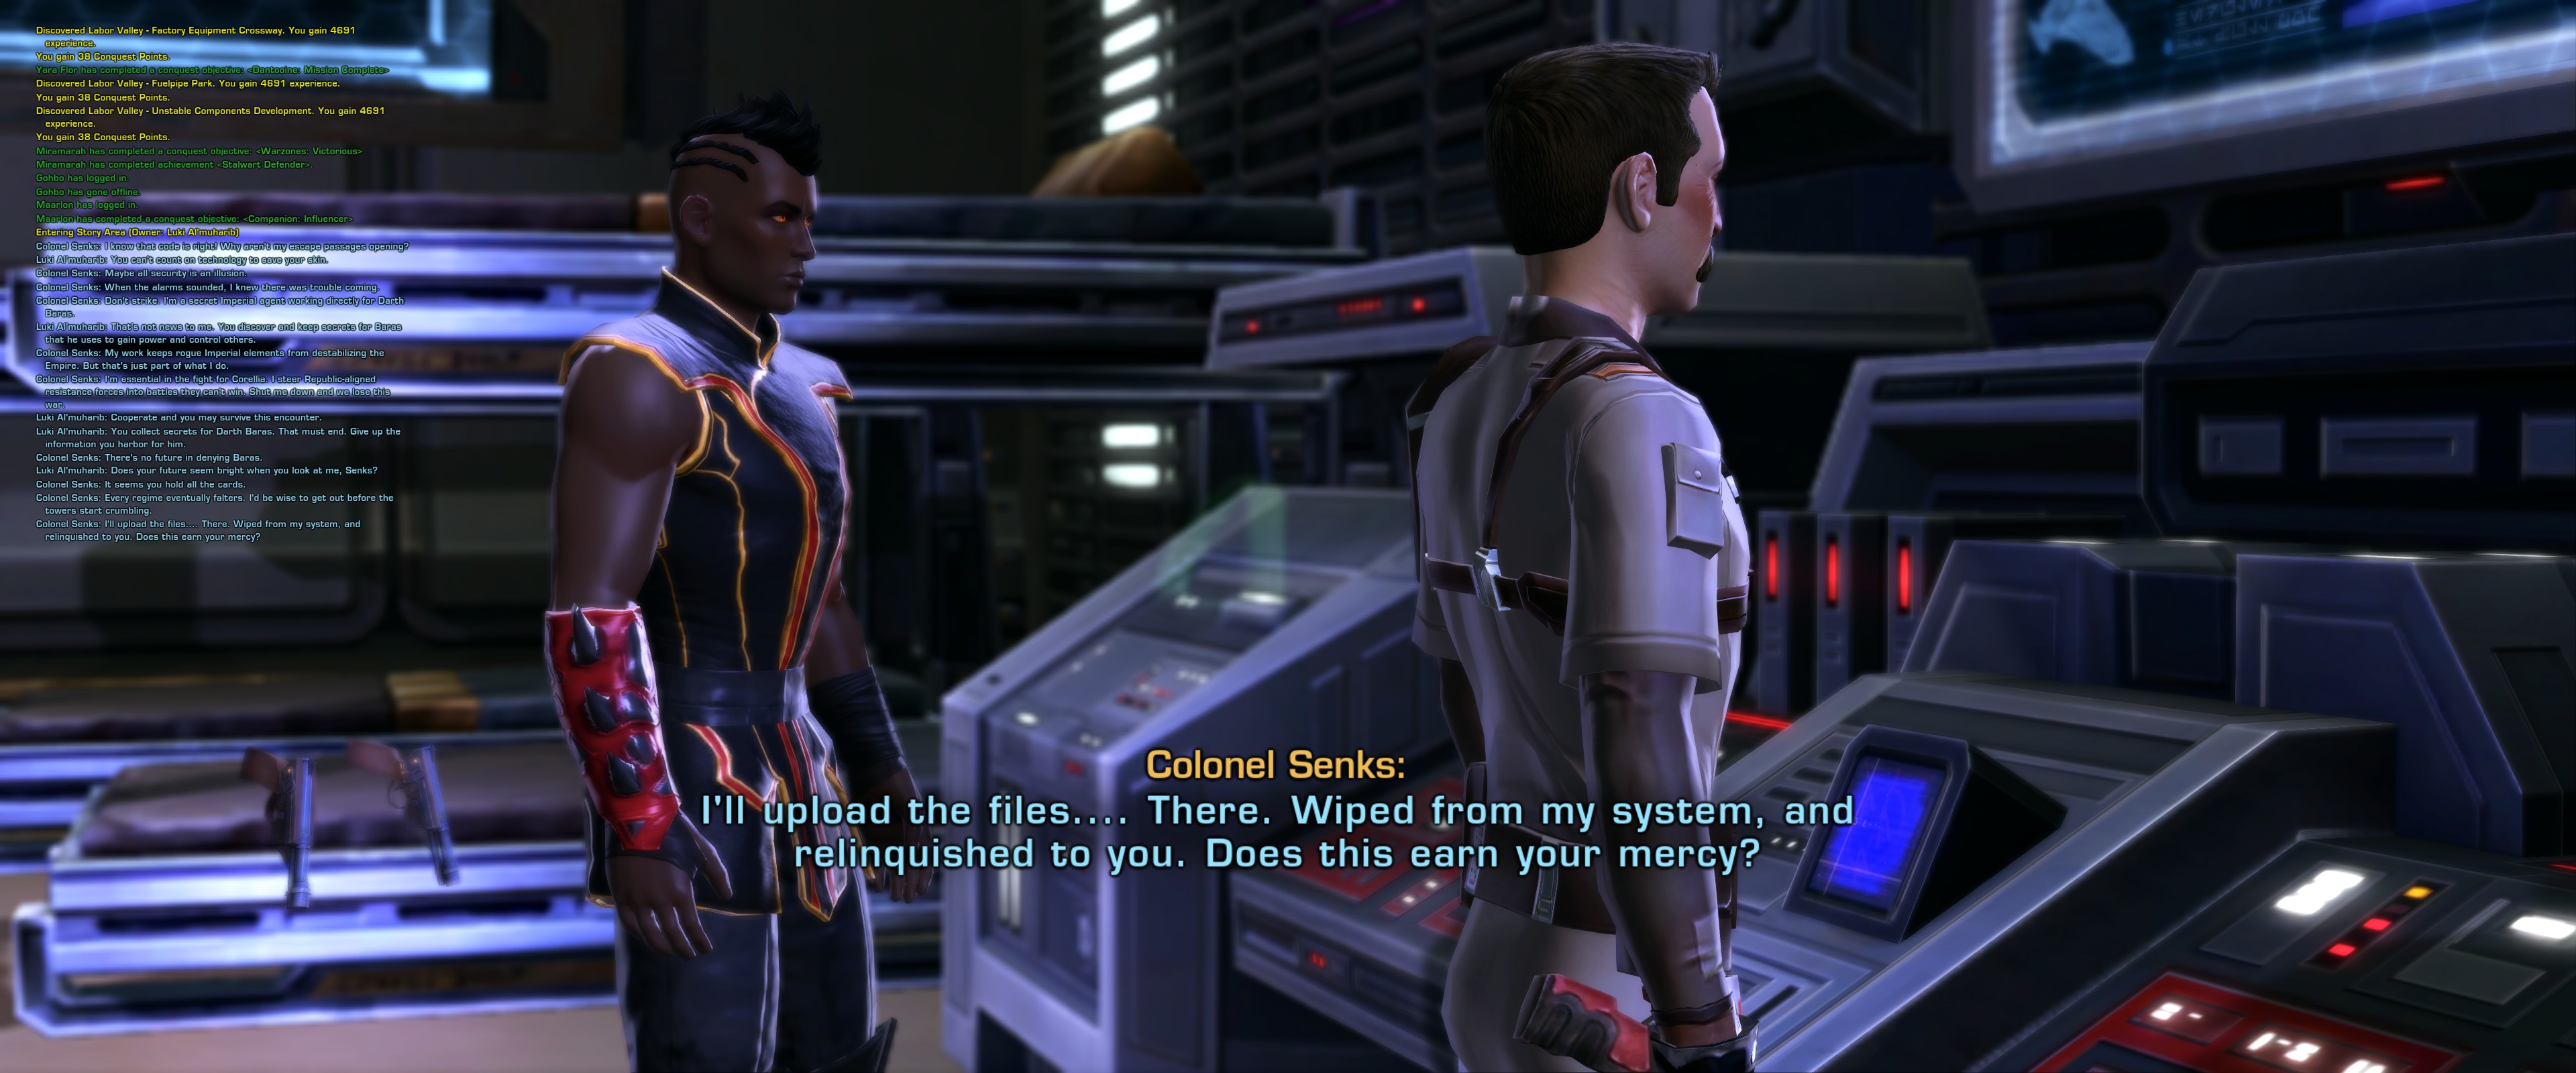 Discovered Labor Valley - Factory Equipment Crossway. You gain 4691
experience.
You gain 38 Conquest Points.
Yara Flor has completed a conquest objective: <Dantooine: Mission Complete>
Discovered Labor Valley - Fuelpipe Park. You gain 4691 experience.
You gain 38 Conquest Points.
Discovered Labor Valley - Unstable Components Development. You gain 4691
experience.
You gain 38 Conquest Points.
Miramarah has completed a conquest objective: <Warzones: Victorious>
Miramarah has completed achievement <Stalwart Defender>.
Gohbo has logged in.
Gohbo has gone offline.
Maarlon has logged in.
Maarlon has completed a conquest objective: <Companion: Influencer>
Entering Story Area (Owner: Luki Al'muharib)
Colonel Senks: I know that code is right! Why aren't my escape passages opening?
Luki Al'muharib: You can't count on technology to save your skin.
Colonel Senks: Maybe all security is an illusion.
Colonel Senks: When the alarms sounded, I knew there was trouble coming.
Colonel Senks: Don't strike. I'm a secret Imperial agent working directly for Darth
Baras.
Luki Al'muharib: That's not news to me. You discover and keep secrets for Baras
that he uses to gain power and control others.
Colonel Senks: My work keeps rogue Imperial elements from destabilizing the
Empire. But that's just part of what I do.
Colonel Senks: I'm essential in the fight for Corellia. I steer Republic-aligned
resistance forces into battles they can't win. Shut me down and we lose this
war.
Luki Al'muharib: Cooperate and you may survive this encounter.
Luki Al'muharib: You collect secrets for Darth Baras. That must end. Give up the
information you harbor for him.
Colonel Senks: There's no future in denying Baras.
Luki Al'muharib: Does your future seem bright when you look at me, Senks?
Colonel Senks: It seems you hold all the cards.
Colonel Senks: Every regime eventually falters. I'd be wise to get out before the
towers start crumbling.
Colonel Senks: I'll upload the files.... There. Wiped from my system, and
relinquished to you. Does this earn your mercy?
Colonel Senks:
I'll upload the files.... There. Wiped from my system, and
relinquished to you. Does this earn your mercy?